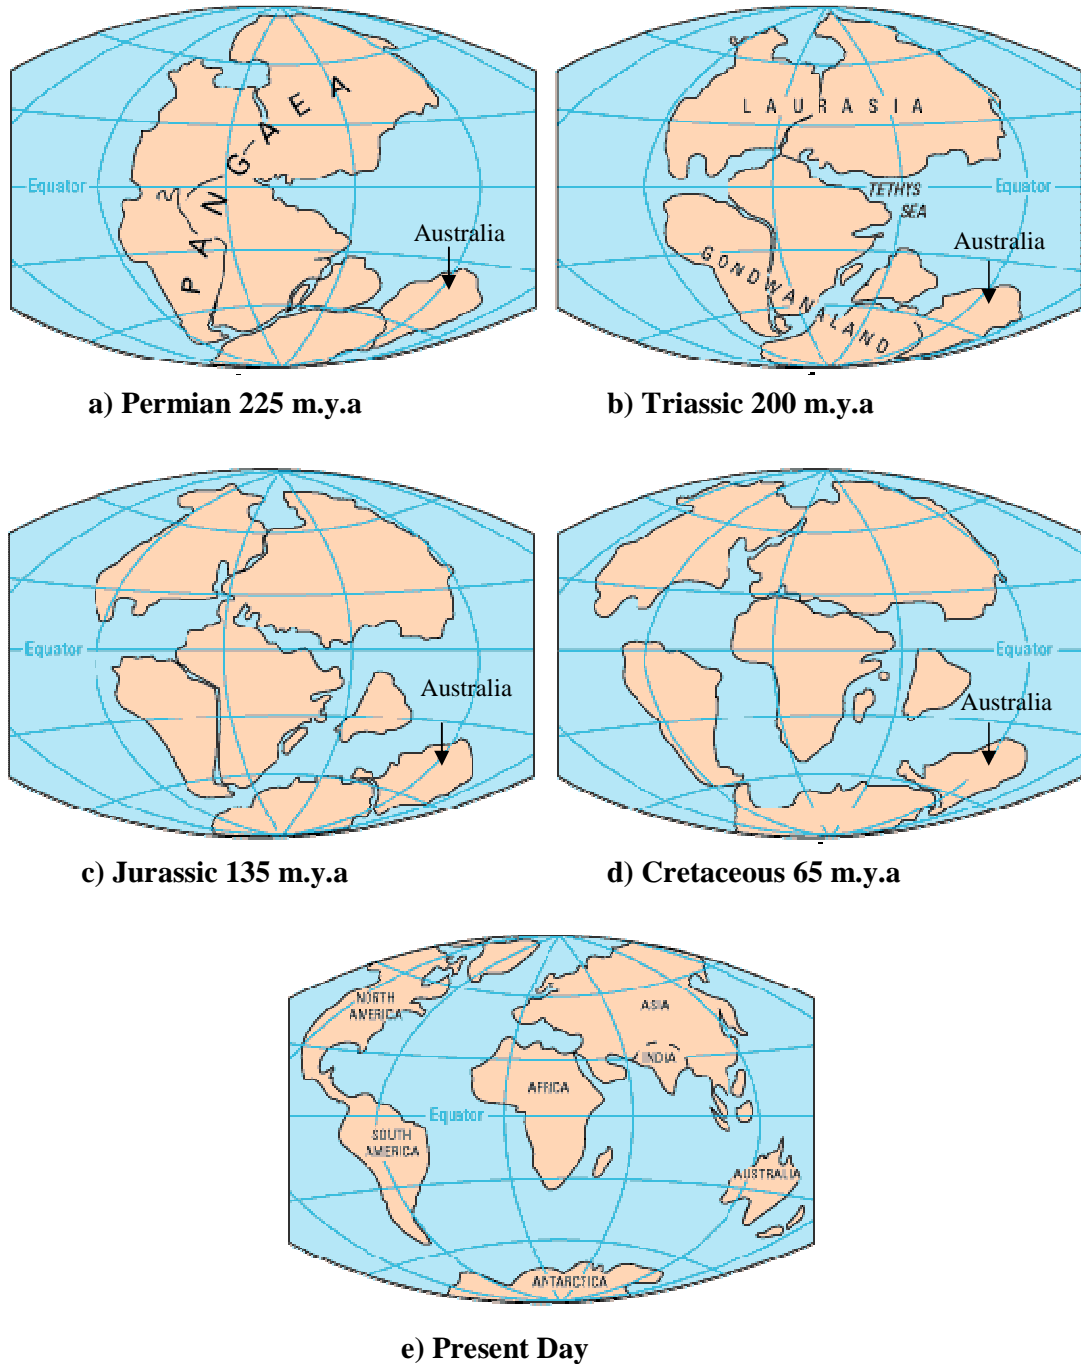 PANGAEA
Equator
Australia
a) Permian 225 m.y.a
LAURASIA
TETHYS
SEA
Equator
Australia
GONDWANALAND
b) Triassic 200 m.y.a
Equator
Australia
c) Jurassic 135 m.y.a
Equator
Australia
d) Cretaceous 65 m.y.a
NORTH
AMERICA
ASIA
INDIA
AFRICA
Equator
SOUTH
AMERICA
AUSTRALIA
ANTARCTICA
e) Present Day